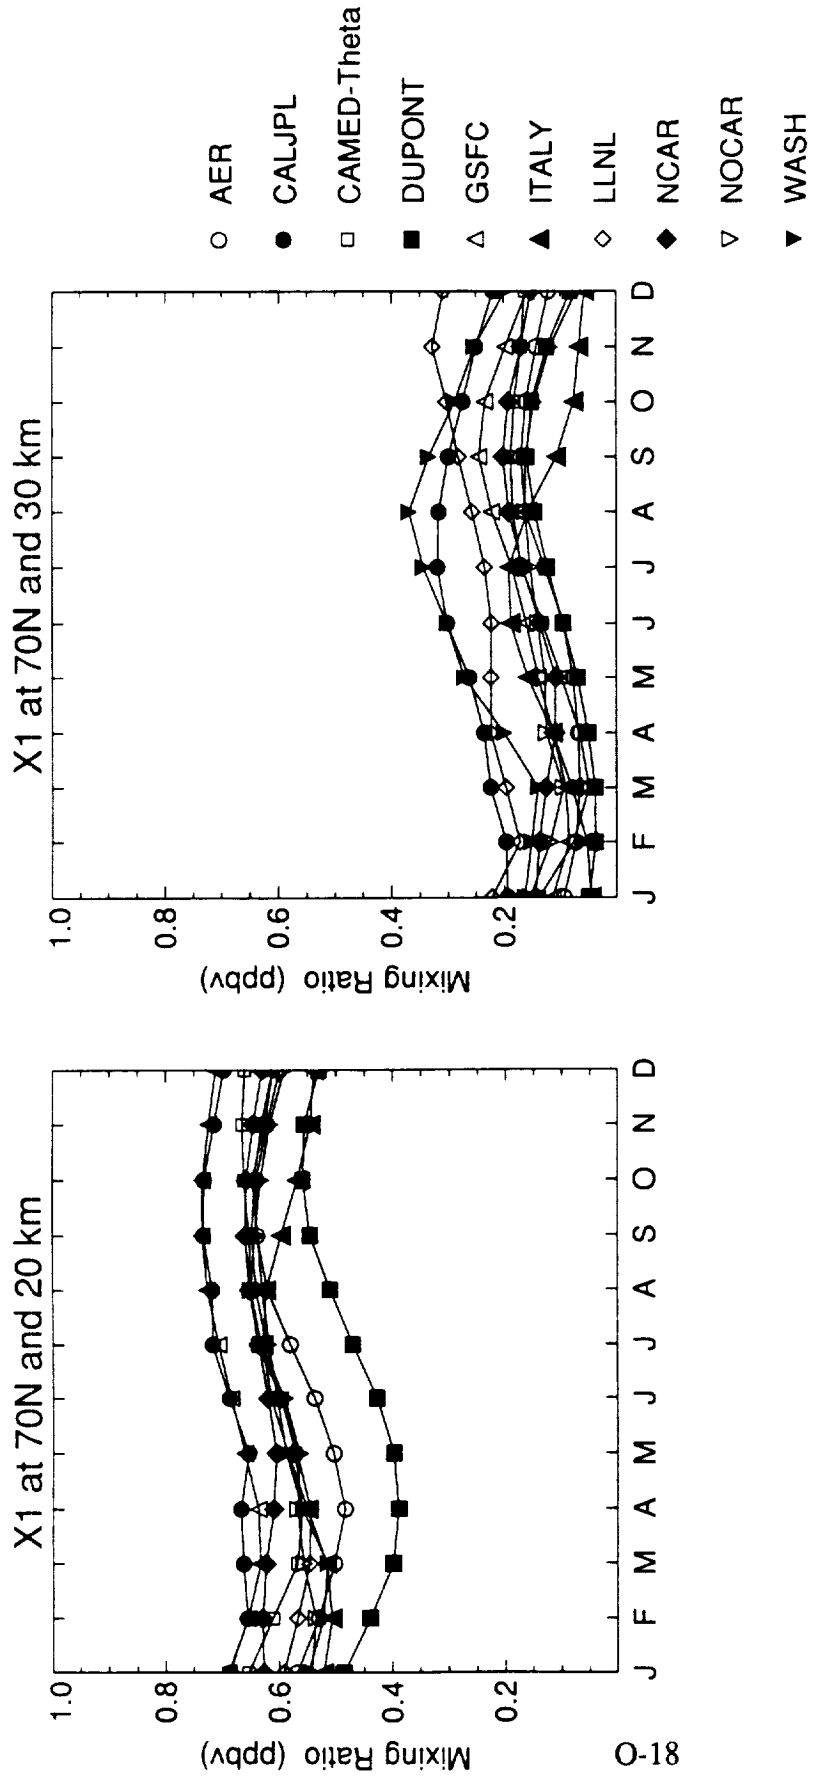 X1 at 70N and 20 km
Mixing Ratio (ppbv)
1.0
0.8
0.6
0.4
0.2
J F M A M J J A S O N D
X1 at 70N and 30 km
Mixing Ratio (ppbv)
1.0
0.8
0.6
0.4
0.2
J F M A M J J A S O N D
AER
CALJPL
CAMED-Theta
DUPONT
GSFC
ITALY
LLNL
NCAR
NOCAR
WASH
O-18